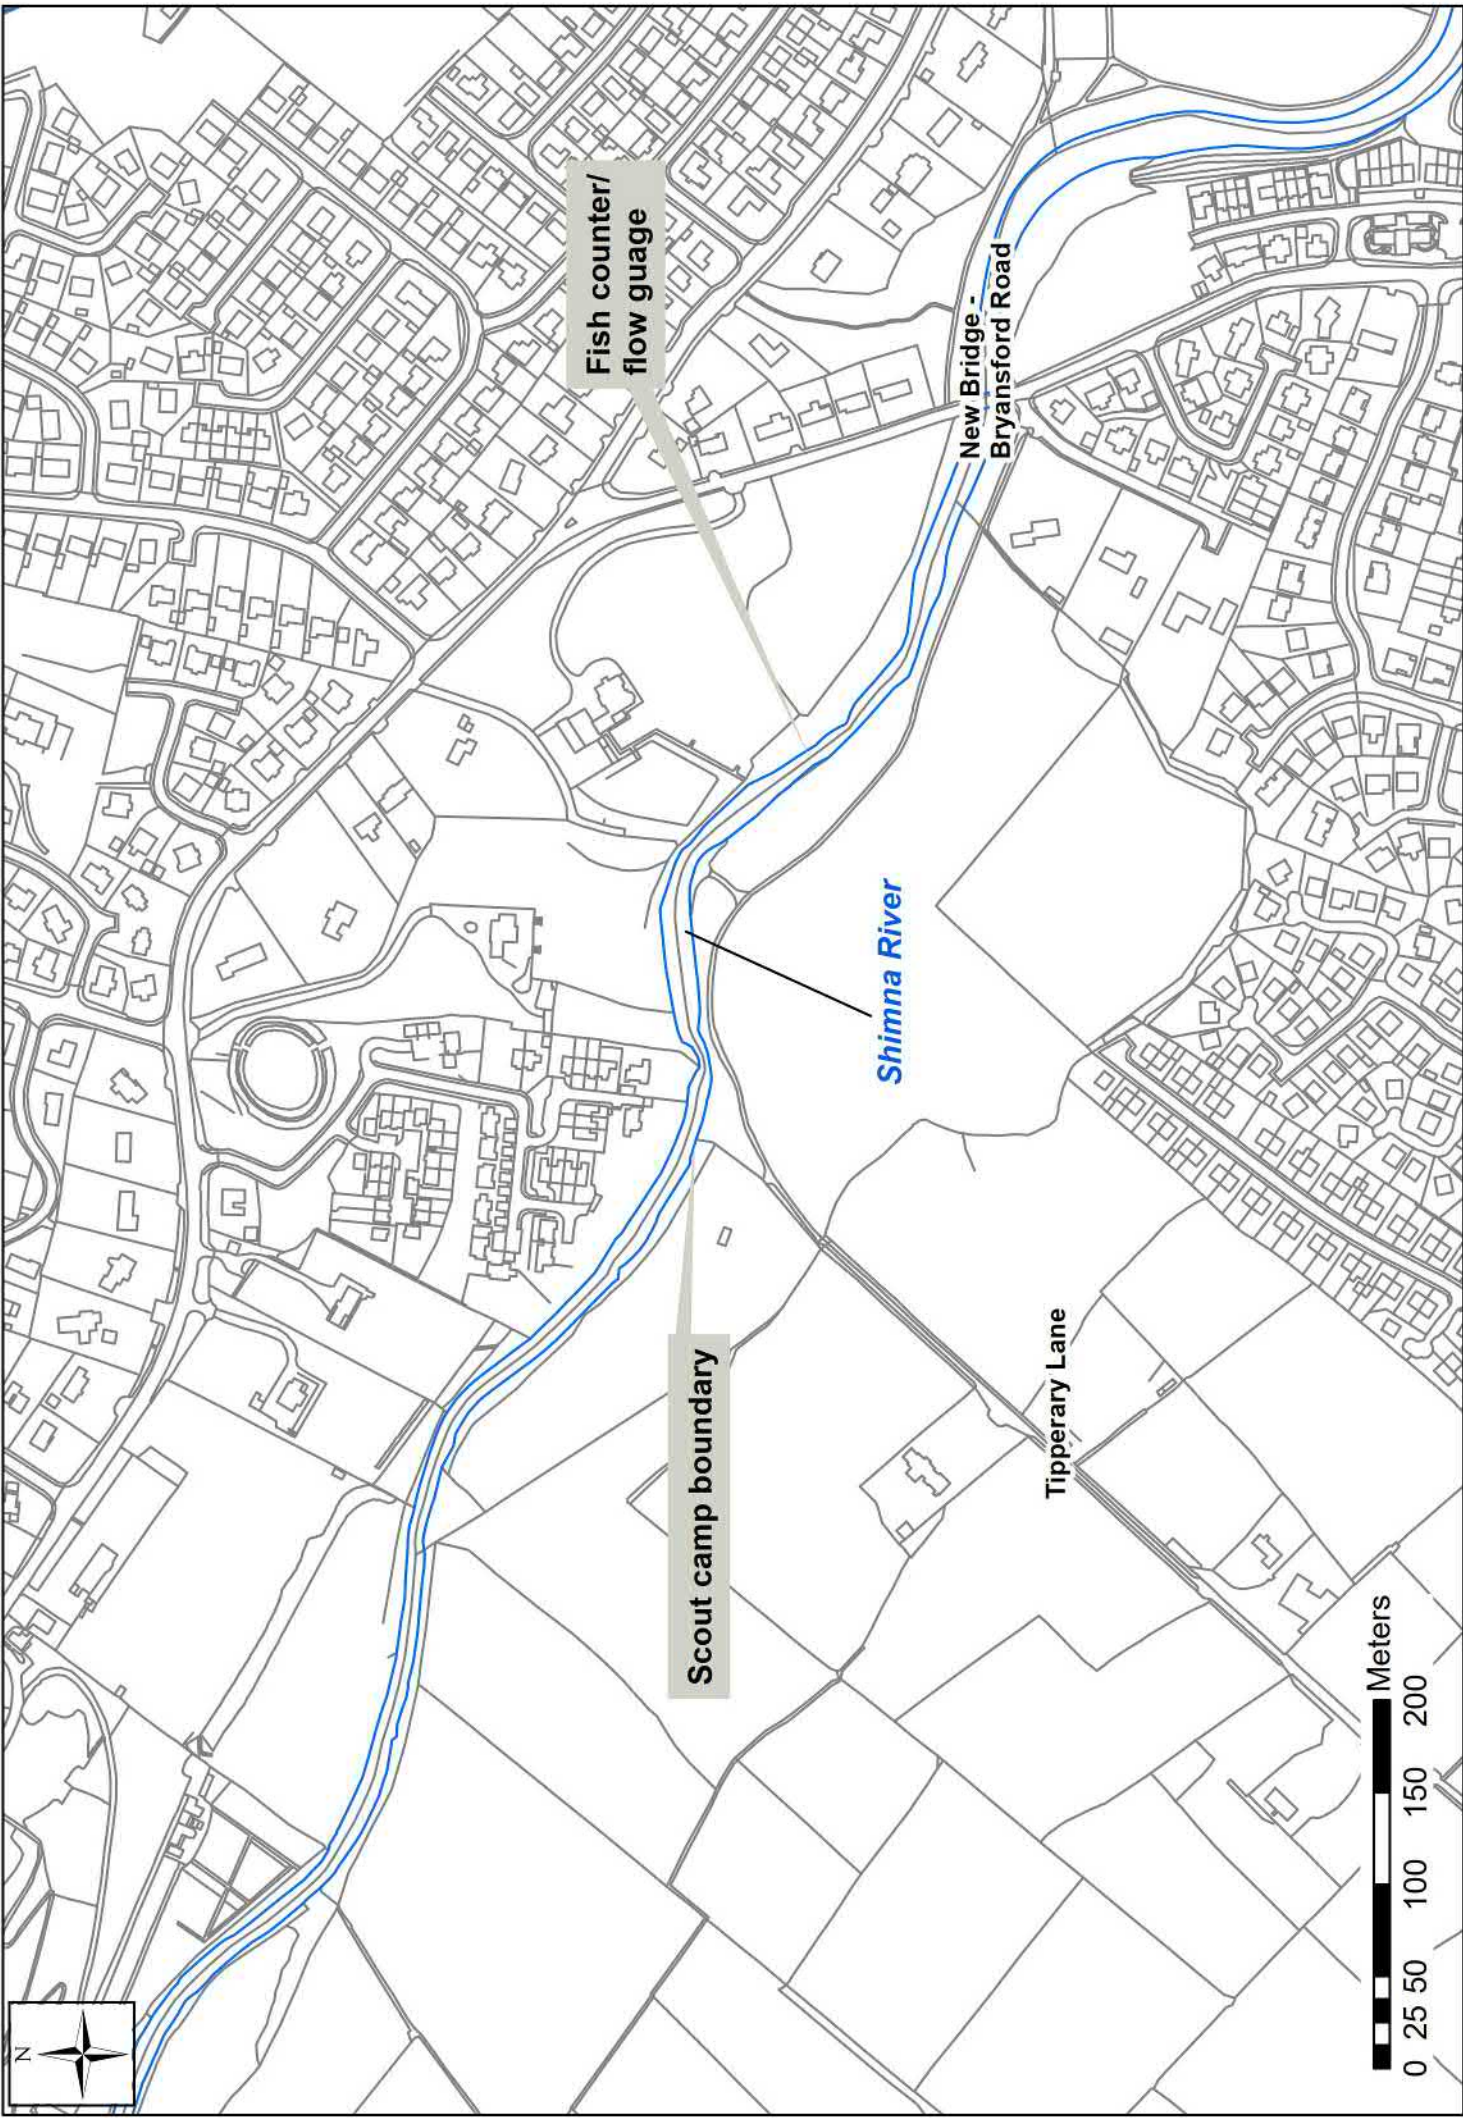 N
Fish counter/
flow guage
New Bridge -
Bryansford Road
Shimna River
Scout camp boundary
Tipperary Lane
Meters
0 25 50 100 150 200